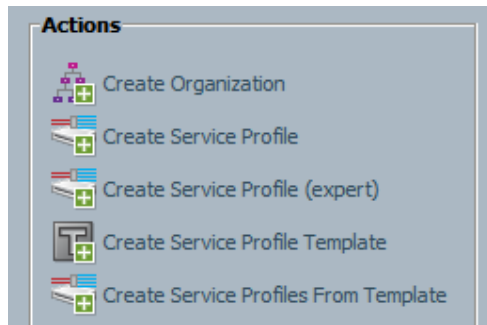 Actions
Create Organization
Create Service Profile
Create Service Profile (expert)
Create Service Profile Template
Create Service Profiles From Template